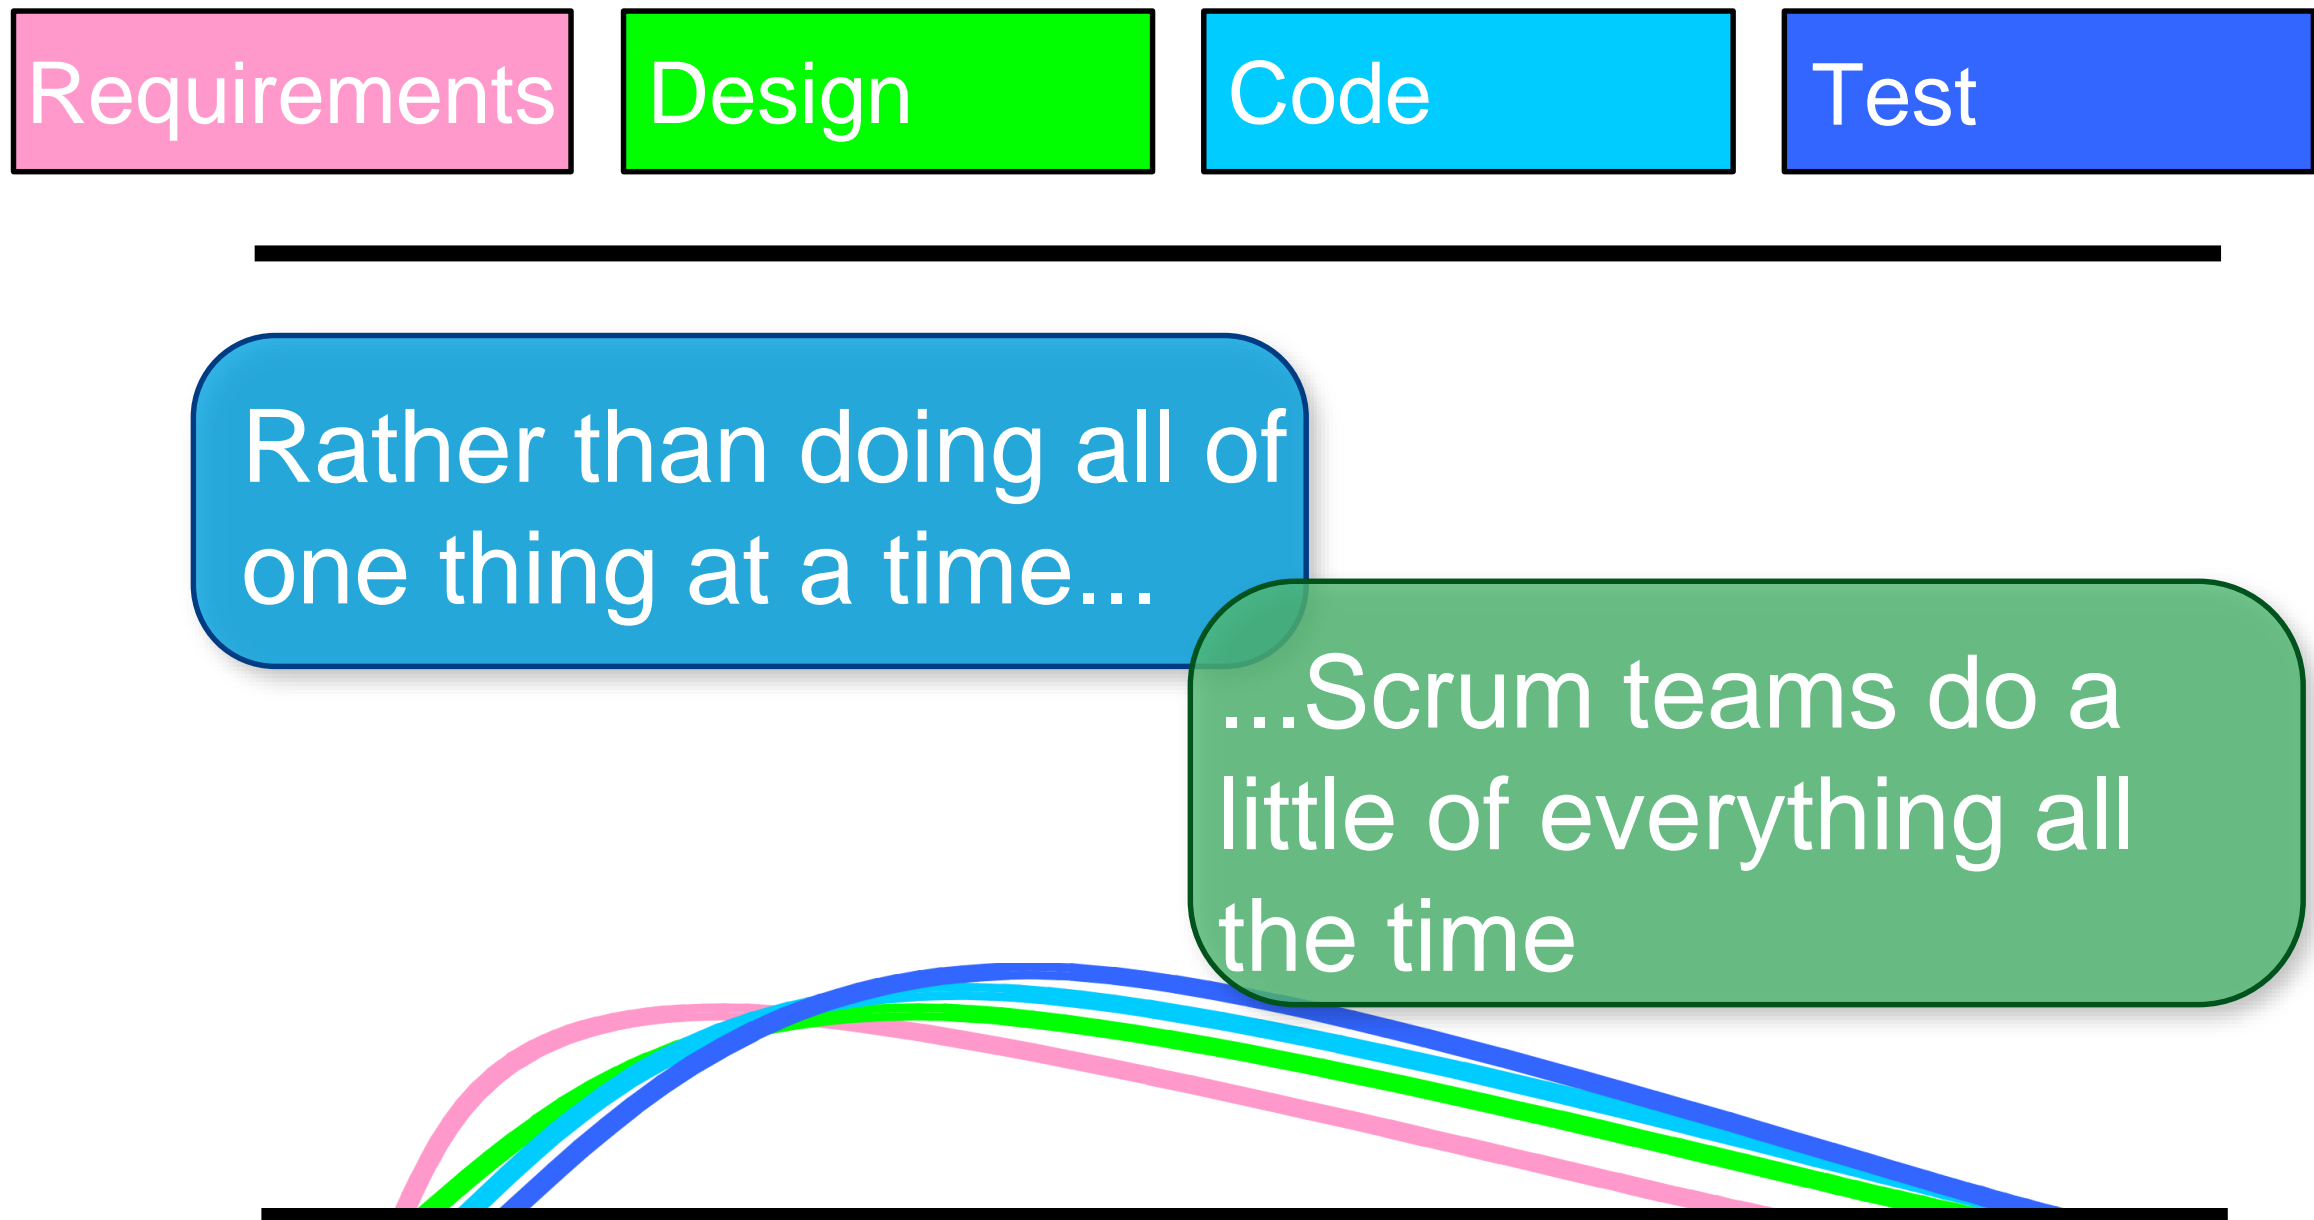 Requirements
Design
Code
Test
Rather than doing all of
one thing at a time...
...Scrum teams do a
little of everything all
the time